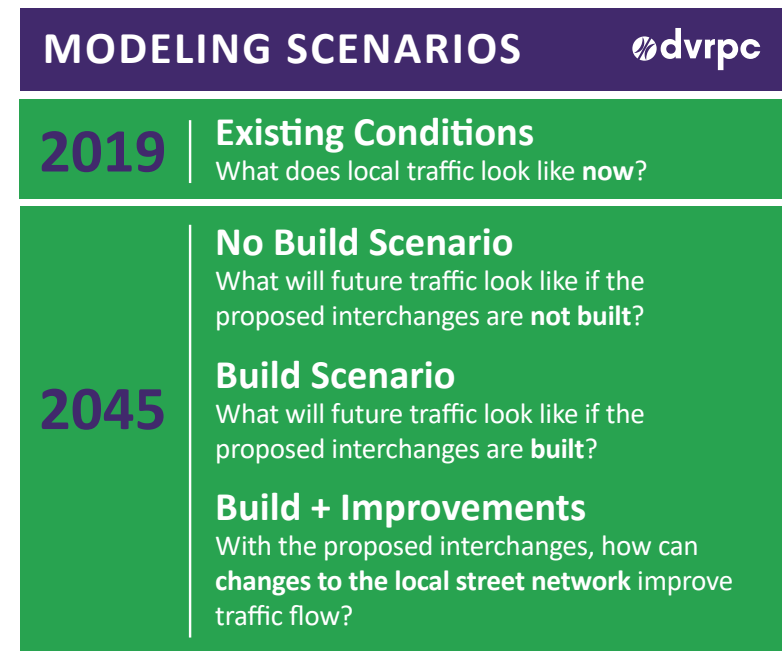 MODELING SCENARIOS
dvrpc
2019
Existing Conditions
What does local traffic look like now?
2045
No Build Scenario
What will future traffic look like if the
proposed interchanges are not built?
Build Scenario
What will future traffic look like if the
proposed interchanges are built?
Build + Improvements
With the proposed interchanges, how can
changes to the local street network improve
traffic flow?